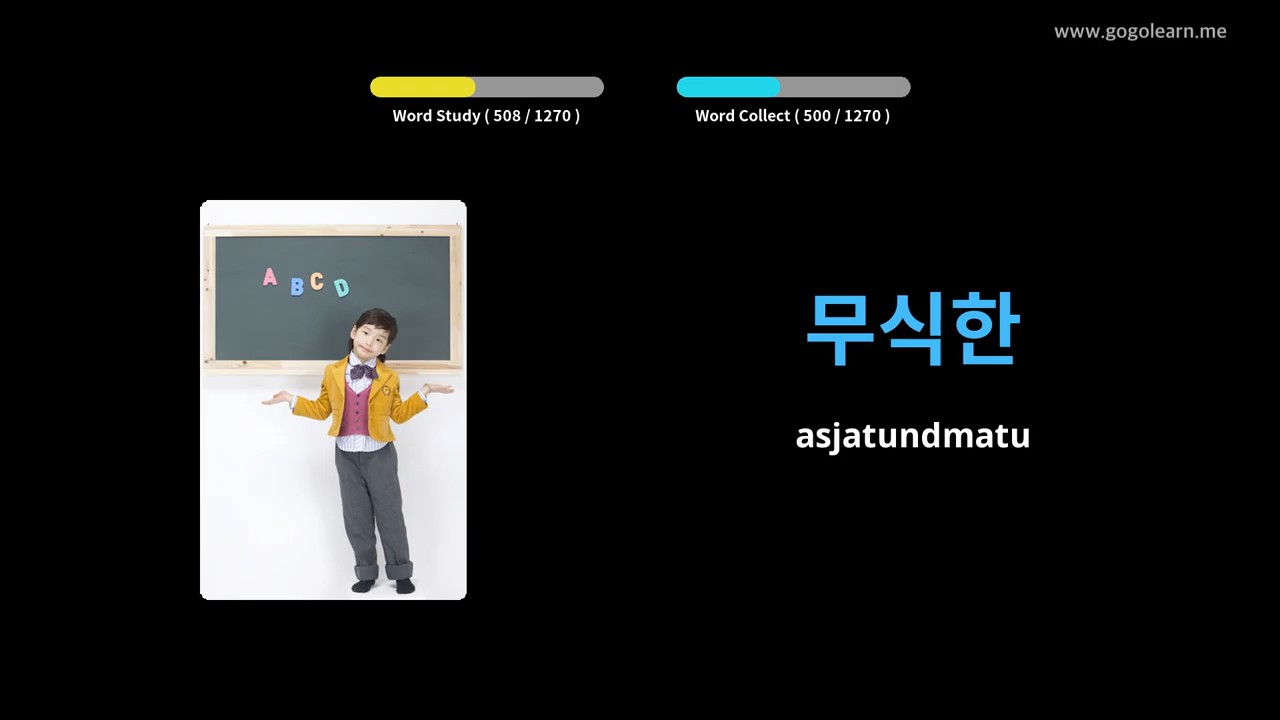 www.gogolearn.me
Word Study ( 508 / 1270 )
Word Collect ( 500 / 1270 )
A B C D
무식한
asjatundmatu